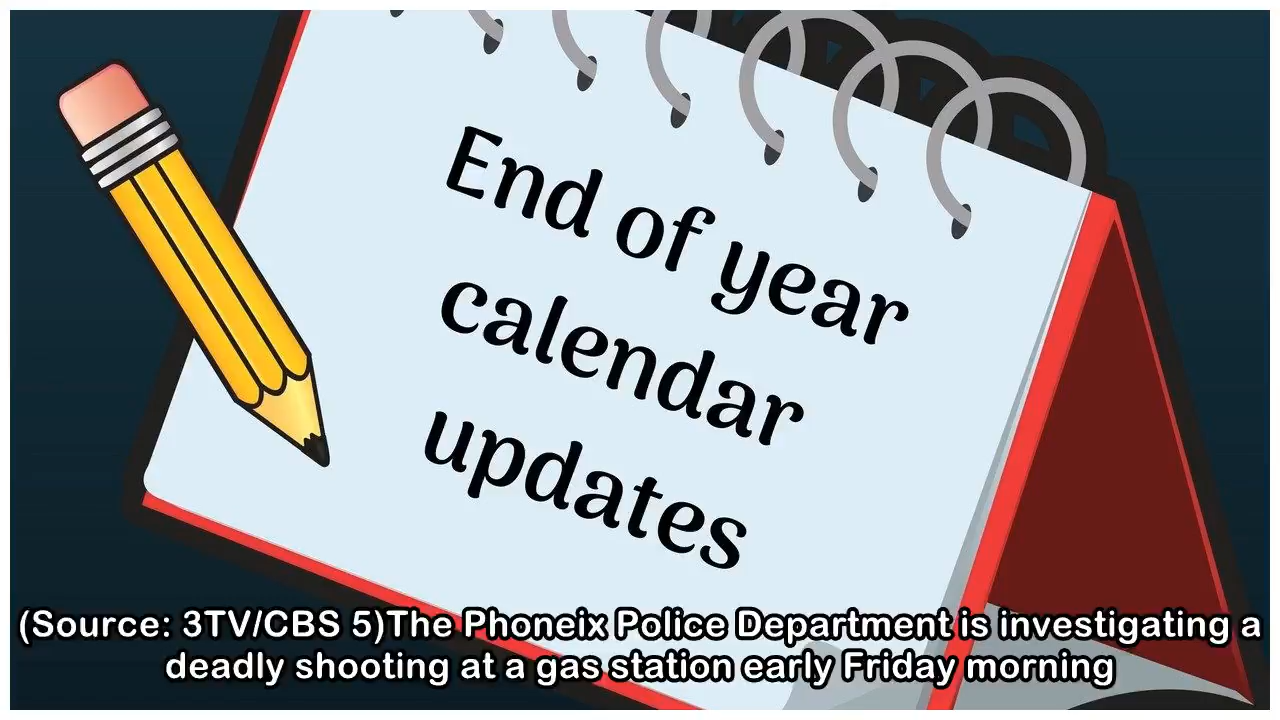 End of year
calendar
updates
(Source: 3TV/CBS 5)The Phoneix Police Department is investigating a
deadly shooting at a gas station early Friday morning